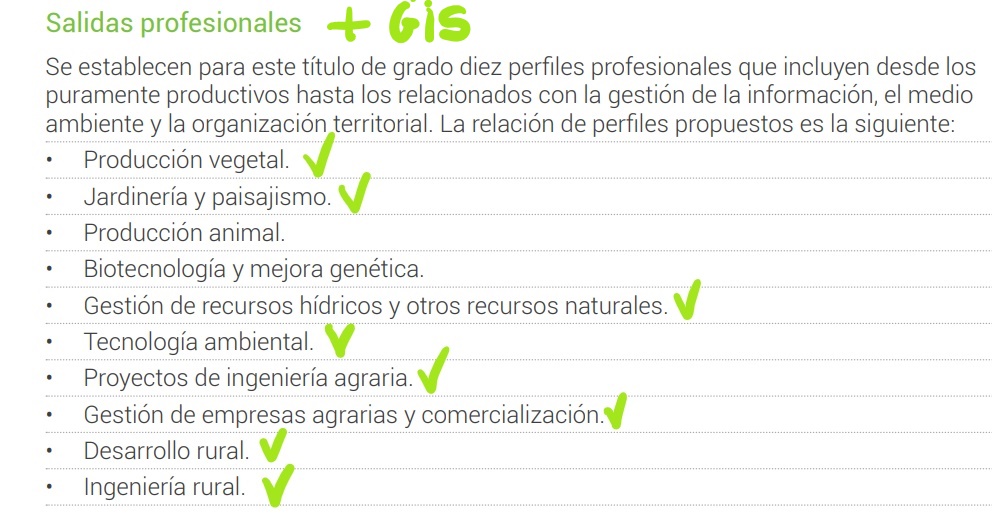 Salidas profesionales + GiS
Se establecen para este título de grado diez perfiles profesionales que incluyen desde los
puramente productivos hasta los relacionados con la gestión de la información, el medio
ambiente y la organización territorial. La relación de perfiles propuestos es la siguiente:
• Producción vegetal. ✓
• Jardinería y paisajismo. ✓
• Producción animal.
• Biotecnología y mejora genética.
• Gestión de recursos hídricos y otros recursos naturales. ✓
• Tecnología ambiental. ✓
• Proyectos de ingeniería agraria. ✓
• Gestión de empresas agrarias y comercialización. ✓
• Desarrollo rural. ✓
• Ingeniería rural. ✓